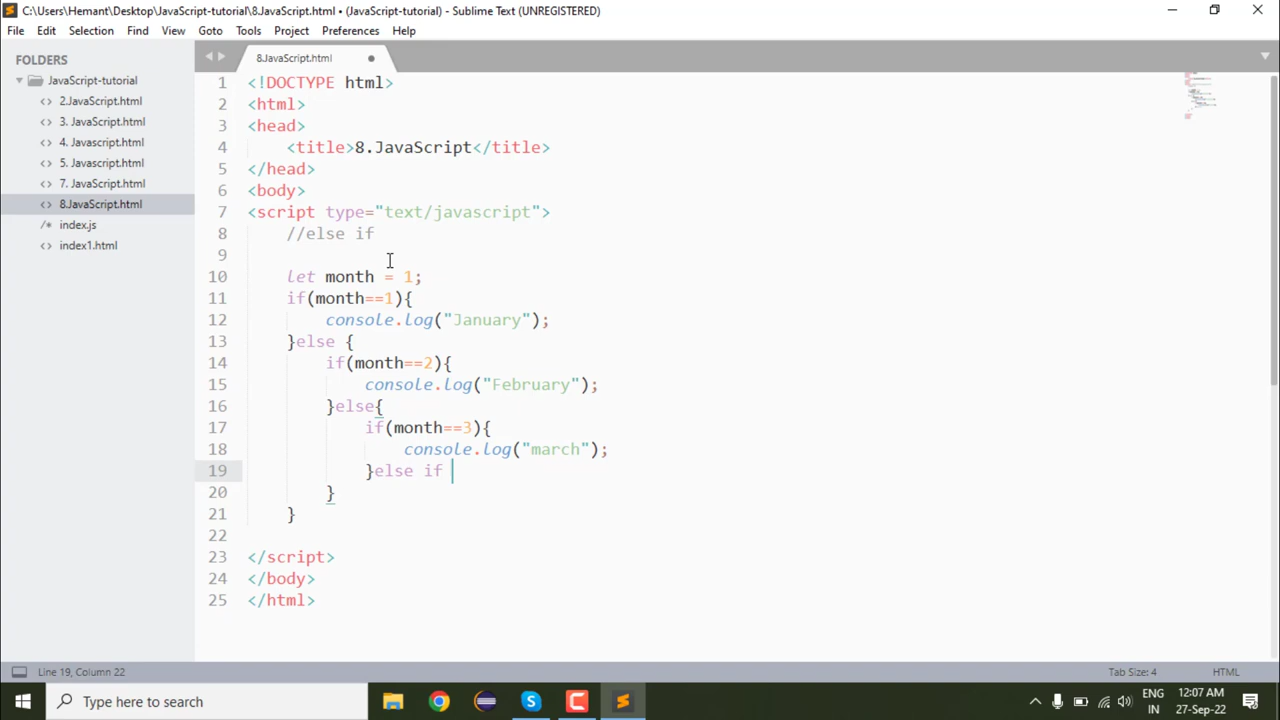 C:\Users\Hemant\Desktop\JavaScript-tutorial\8.JavaScript.html • (JavaScript-tutorial) - Sublime Text (UNREGISTERED)
File Edit Selection Find View Goto Tools Project Preferences Help
FOLDERS
JavaScript-tutorial
2.JavaScript.html
3. JavaScript.html
4. Javascript.html
5. Javascript.html
7. JavaScript.html
8.JavaScript.html
index.js
index1.html
8.JavaScript.html
1 <!DOCTYPE html>
2 <html>
3 <head>
4 <title>8.JavaScript</title>
5 </head>
6 <body>
7 <script type="text/javascript">
8 //else if
9
10 let month = 1;
11 if(month==1){
12 console.log("January");
13 }else {
14 if(month==2){
15 console.log("February");
16 }else{
17 if(month==3){
18 console.log("march");
19 }else if
20 }
21 }
22
23 </script>
24 </body>
25 </html>
Line 19, Column 22
Tab Size: 4
HTML
Type here to search
ENG
IN
12:07 AM
27-Sep-22